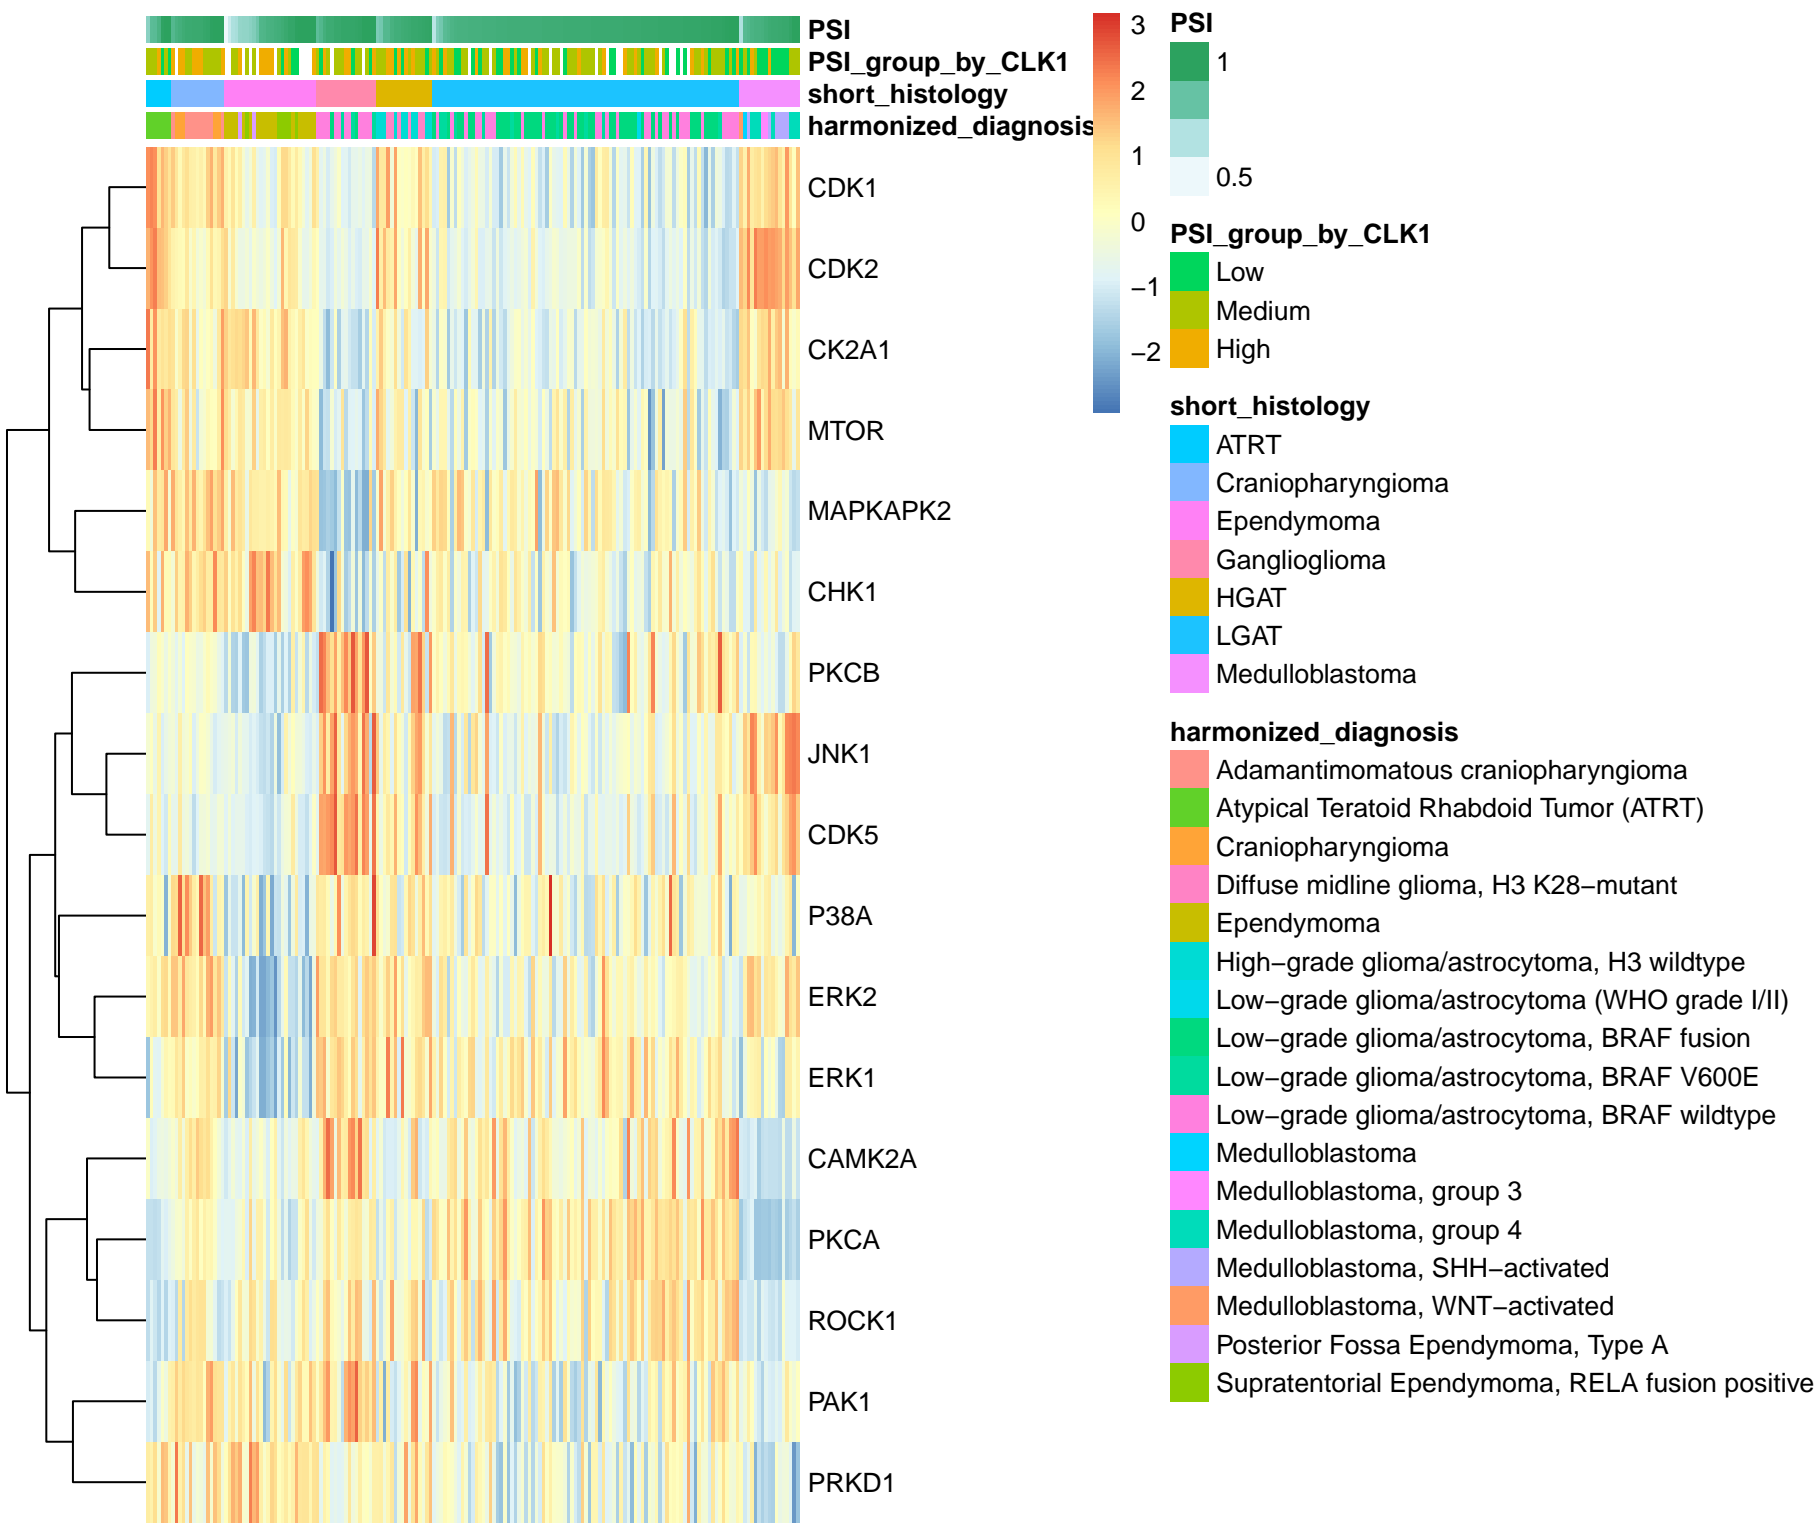 PSI
PSI_group_by_CLK1
short_histology
harmonized_diagnosis
CDK1
CDK2
CK2A1
MTOR
MAPKAPK2
CHK1
PKCB
JNK1
CDK5
P38A
ERK2
ERK1
CAMK2A
PKCA
ROCK1
PAK1
PRKD1
3
2
1
0
−1
−2
PSI
1
0.5
PSI_group_by_CLK1
Low
Medium
High
short_histology
ATRT
Craniopharyngioma
Ependymoma
Ganglioglioma
HGAT
LGAT
Medulloblastoma
harmonized_diagnosis
Adamantimomatous craniopharyngioma
Atypical Teratoid Rhabdoid Tumor (ATRT)
Craniopharyngioma
Diffuse midline glioma, H3 K28−mutant
Ependymoma
High−grade glioma/astrocytoma, H3 wildtype
Low−grade glioma/astrocytoma (WHO grade I/II)
Low−grade glioma/astrocytoma, BRAF fusion
Low−grade glioma/astrocytoma, BRAF V600E
Low−grade glioma/astrocytoma, BRAF wildtype
Medulloblastoma
Medulloblastoma, group 3
Medulloblastoma, group 4
Medulloblastoma, SHH−activated
Medulloblastoma, WNT−activated
Posterior Fossa Ependymoma, Type A
Supratentorial Ependymoma, RELA fusion positive